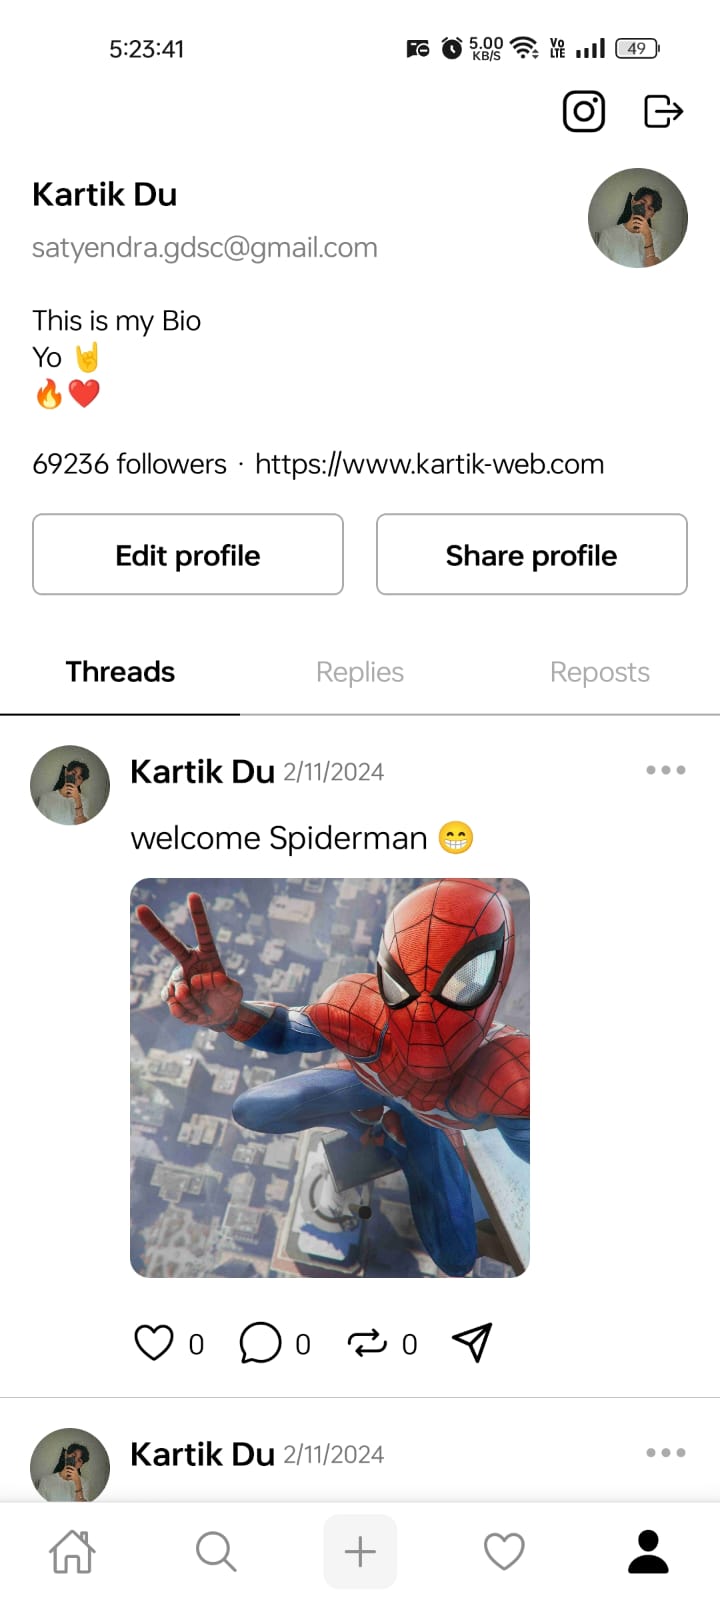 5:23:41 5.00 KB/S Vo LTE 49
Kartik Du
satyendra.gdsc@gmail.com
This is my Bio
Yo 🤘
🔥❤️
69236 followers · https://www.kartik-web.com
Edit profile Share profile
Threads Replies Reposts
Kartik Du 2/11/2024
welcome Spiderman 😁
0 0 0
Kartik Du 2/11/2024